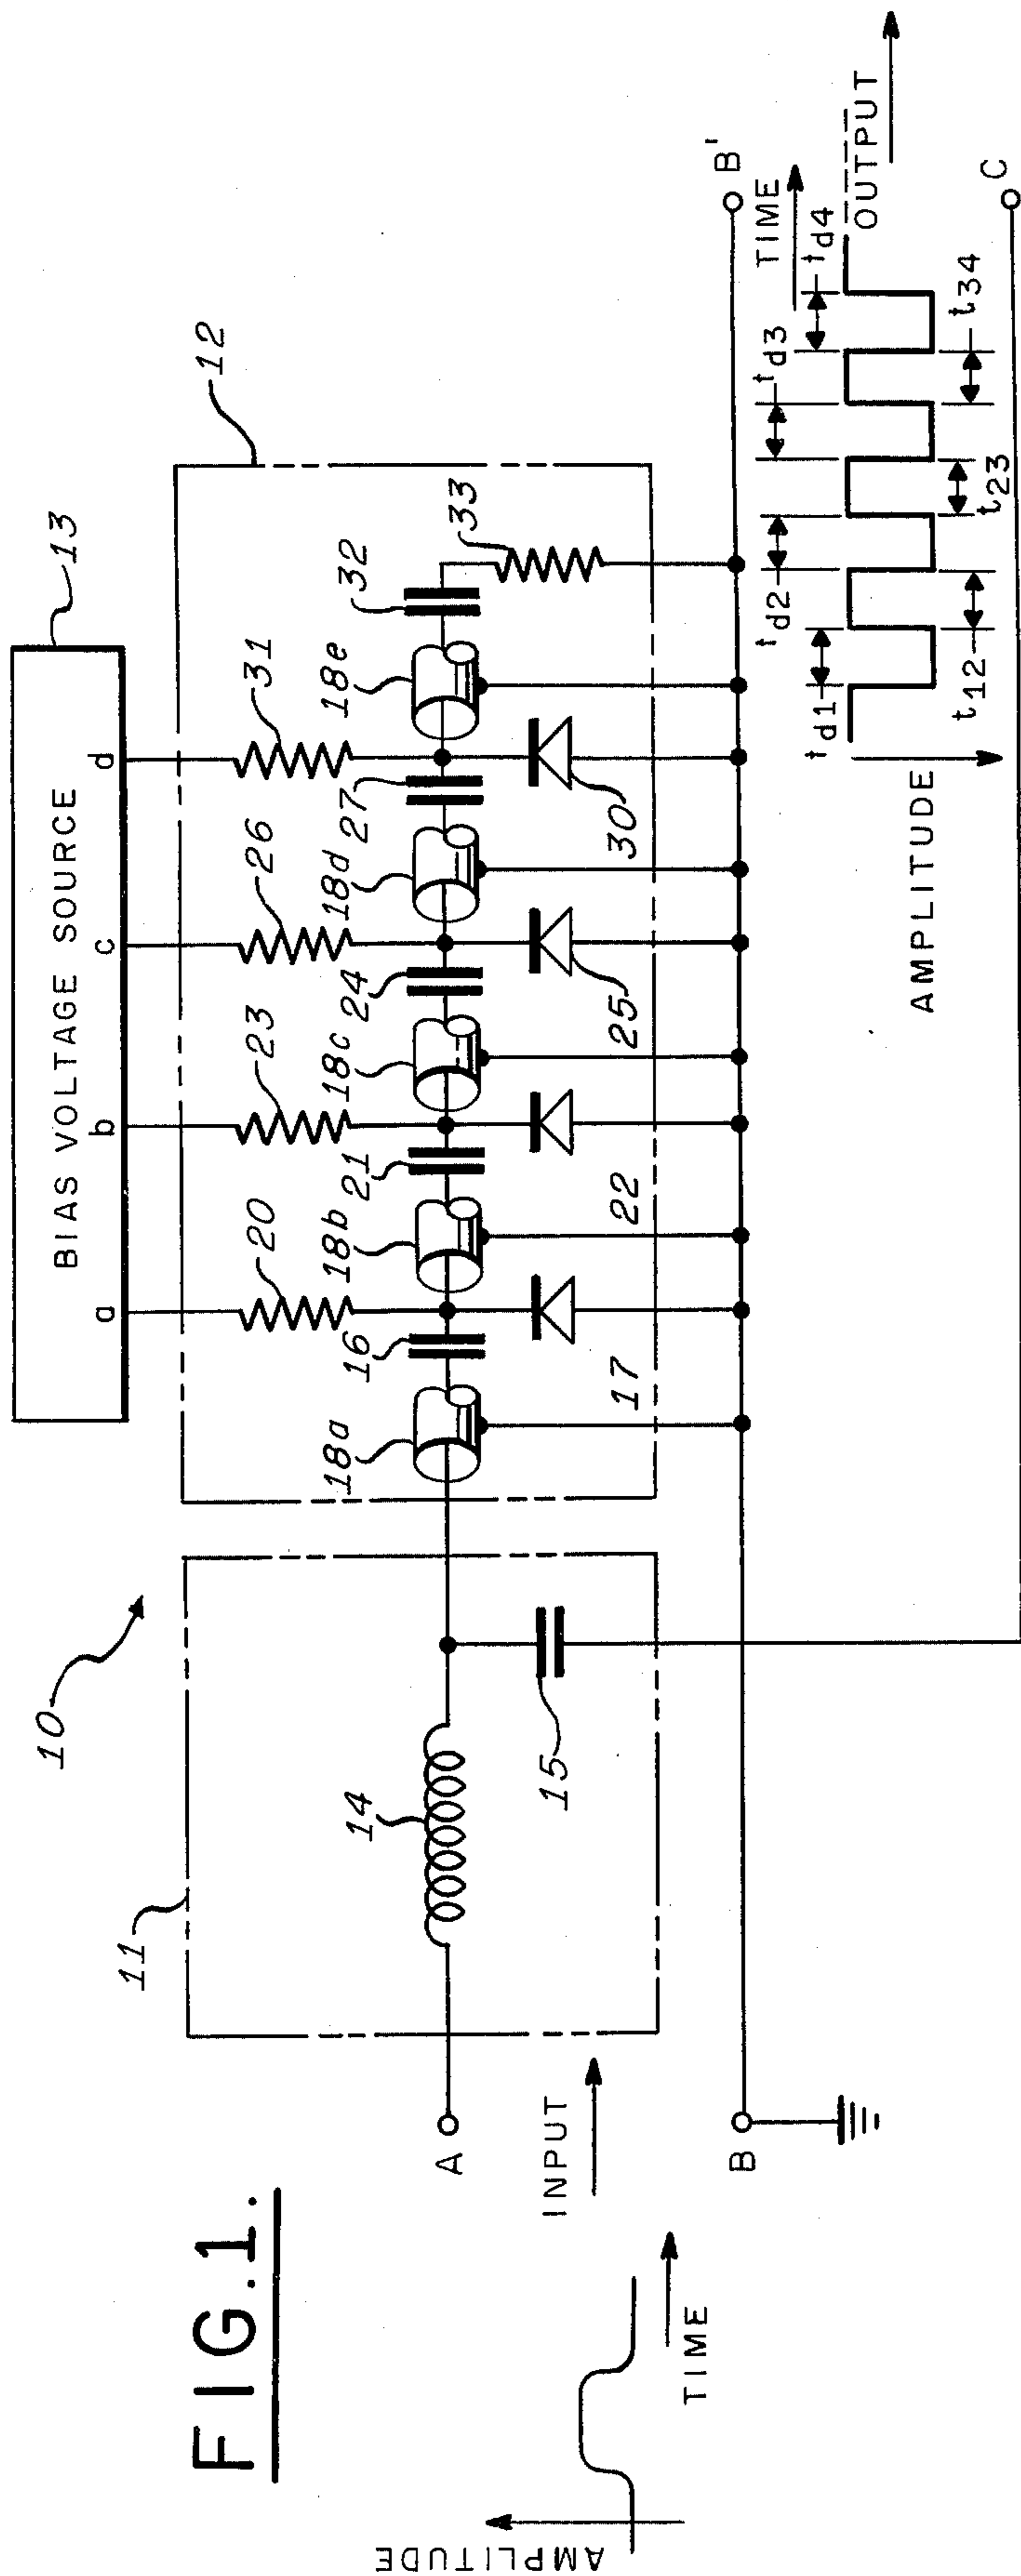 FIG.1.
10
11
12
13
BIAS VOLTAGE SOURCE
a b c d
20 23 26 31
14
15
18a 16 18b 21 18c 24 18d 27 18e 32
33
17 22 25 30
A
B
B'
C
INPUT
AMPLITUDE
TIME
TIME
OUTPUT
AMPLITUDE
td1 td2 td3 td4
t12 t23 t34